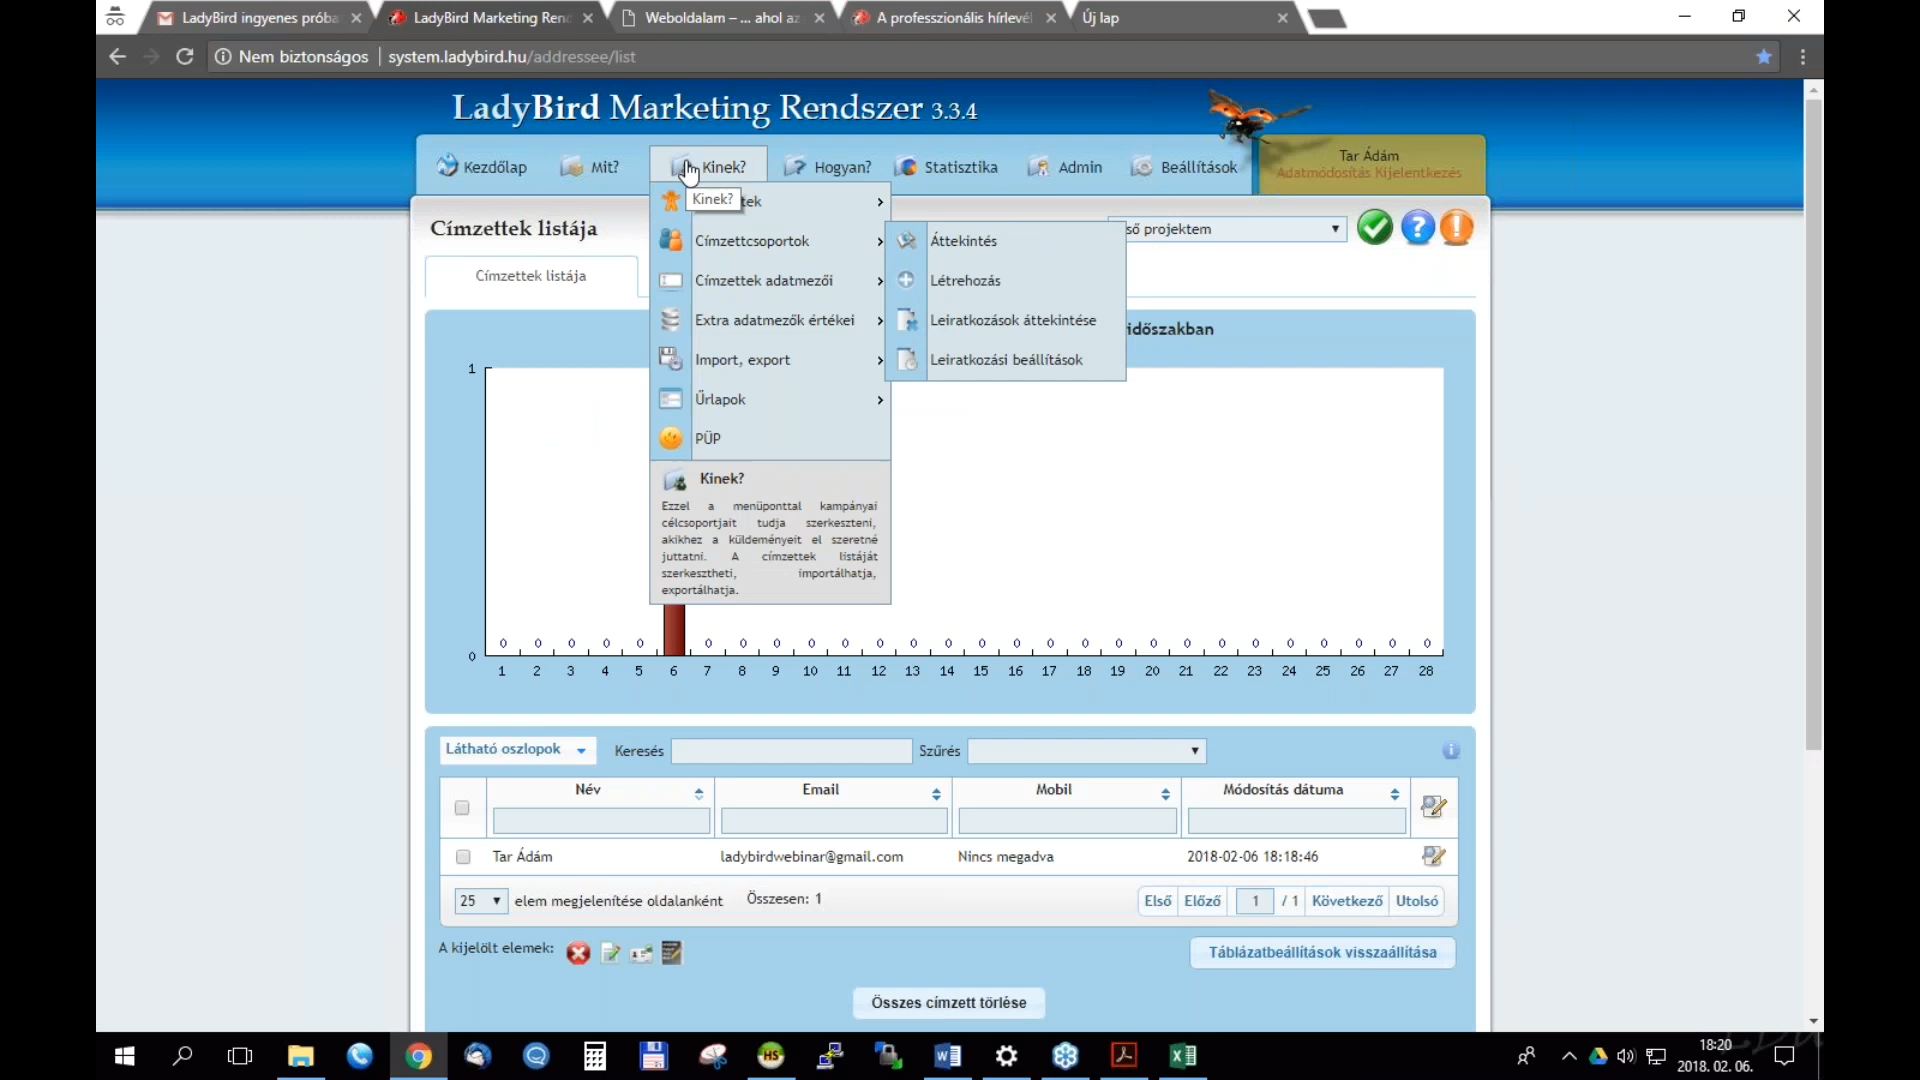 LadyBird ingyenes próba
LadyBird Marketing Rend
Weboldalam – ... ahol az
A professzionális hírlevél
Új lap
Nem biztonságos
system.ladybird.hu/addressee/list
LadyBird Marketing Rendszer 3.3.4
Kezdőlap
Mit?
Kinek?
Hogyan?
Statisztika
Admin
Beállítások
Tar Ádám
Adatmódosítás Kijelentkezés
Kinek?
tek
Címzettek listája
Címzettcsoportok
Áttekintés
ső projektem
Címzettek listája
Címzettek adatmezői
Létrehozás
Extra adatmezők értékei
Leiratkozások áttekintése
időszakban
Import, export
Leiratkozási beállítások
Űrlapok
PÜP
Kinek?
Ezzel a menüponttal kampányai
célcsoportjait tudja szerkeszteni,
akikhez a küldeményeit el szeretné
juttatni. A címzettek listáját
szerkesztheti, importálhatja,
exportálhatja.
1
0 0 0 0 0 0 0 0 0 0 0 0 0 0 0 0 0 0 0 0 0 0 0 0 0 0 0
0
1 2 3 4 5 6 7 8 9 10 11 12 13 14 15 16 17 18 19 20 21 22 23 24 25 26 27 28
Látható oszlopok
Keresés
Szűrés
Név
Email
Mobil
Módosítás dátuma
Tar Ádám
ladybirdwebinar@gmail.com
Nincs megadva
2018-02-06 18:18:46
25
elem megjelenítése oldalanként
Összesen: 1
Első
Előző
1
/ 1
Következő
Utolsó
A kijelölt elemek:
Táblázatbeállítások visszaállítása
Összes címzett törlése
HS
18:20
2018. 02. 06.